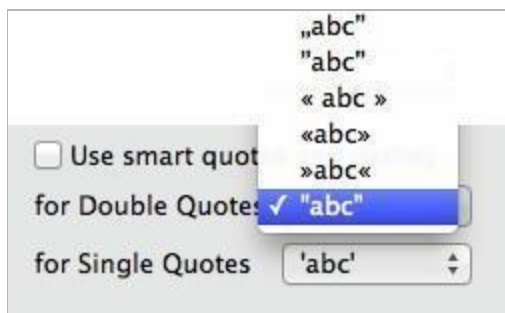 „abc”
”abc”
« abc »
«abc»
»abc«
Use smart quot
for Double Quotes ✓ "abc"
for Single Quotes 'abc'